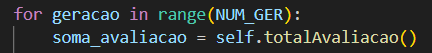 for geracao in range(NUM_GER):
    soma_avaliacao = self.totalAvaliacao()